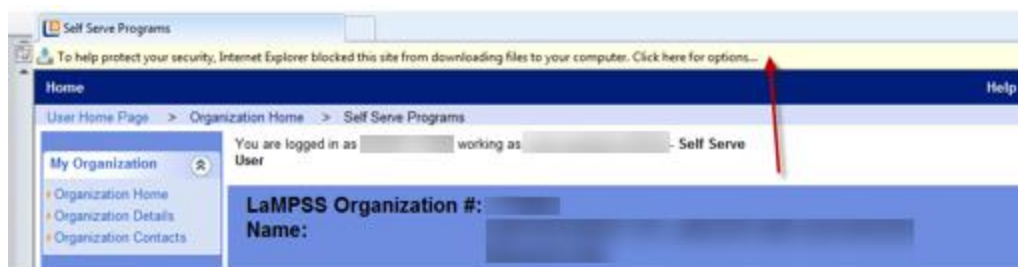 Self Serve Programs
To help protect your security, Internet Explorer blocked this site from downloading files to your computer. Click here for options...
Home Help
User Home Page > Organization Home > Self Serve Programs
You are logged in as working as - Self Serve
User
My Organization
Organization Home
Organization Details
Organization Contacts
LaMPSS Organization #:
Name: